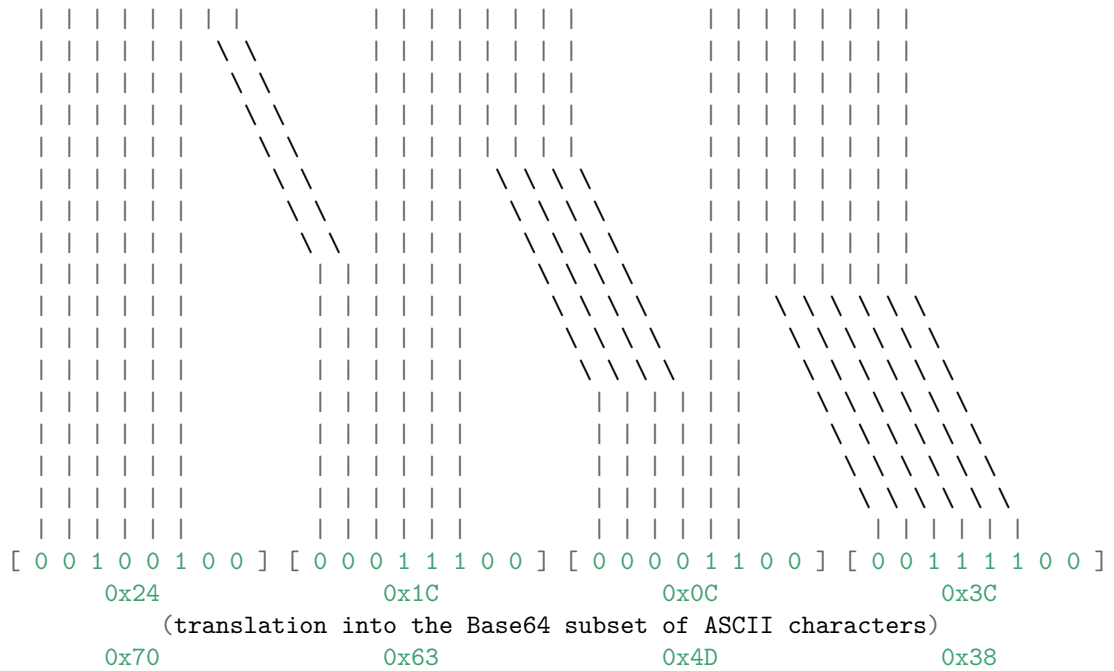 [ 0 0 1 0 0 1 0 0 ] [ 0 0 0 1 1 1 0 0 ] [ 0 0 0 0 1 1 0 0 ] [ 0 0 1 1 1 1 0 0 ]
0x24 0x1C 0x0C 0x3C
(translation into the Base64 subset of ASCII characters)
0x70 0x63 0x4D 0x38